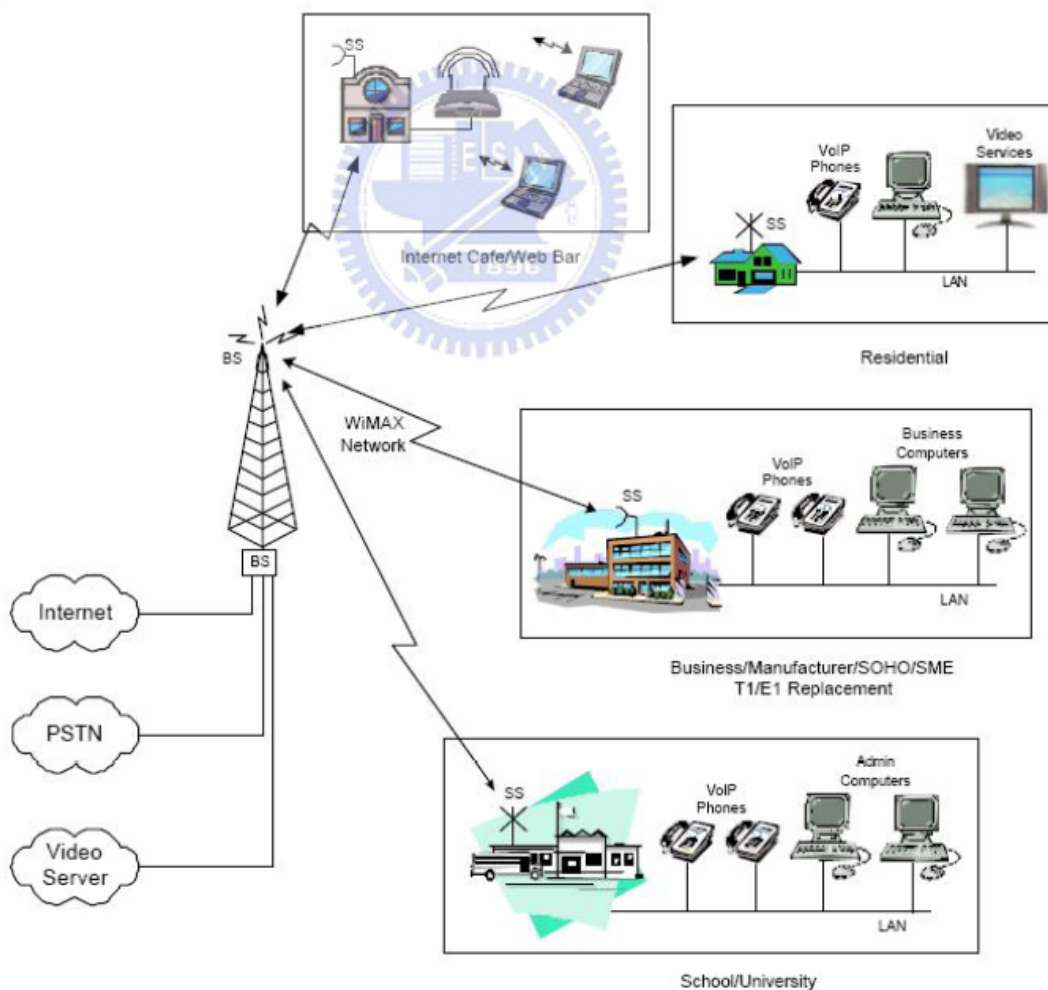 SS
E S
1896
Internet Cafe/Web Bar
VoIP
Phones
Video
Services
SS
LAN
Residential
BS
WiMAX
Network
SS
VoIP
Phones
Business
Computers
LAN
Business/Manufacturer/SOHO/SME
T1/E1 Replacement
BS
Internet
PSTN
Video
Server
SS
VoIP
Phones
Admin
Computers
LAN
School/University